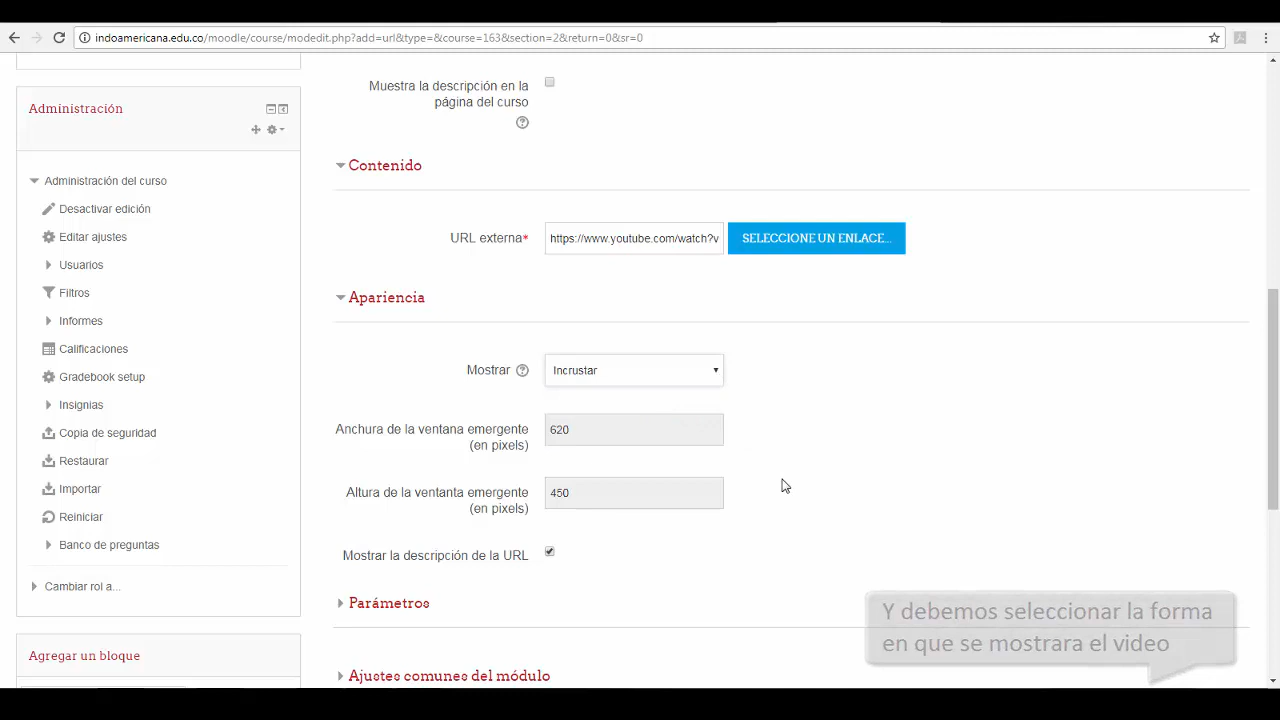 indoamericana.edu.co/moodle/course/modedit.php?add=url&type=&course=163&section=2&return=0&sr=0
Administración
Administración del curso
Desactivar edición
Editar ajustes
Usuarios
Filtros
Informes
Calificaciones
Gradebook setup
Insignias
Copia de seguridad
Restaurar
Importar
Reiniciar
Banco de preguntas
Cambiar rol a...
Agregar un bloque
Muestra la descripción en la
página del curso
Contenido
URL externa* https://www.youtube.com/watch?v SELECCIONE UN ENLACE...
Apariencia
Mostrar Incrustar
Anchura de la ventana emergente
(en pixels)
620
Altura de la ventanta emergente
(en pixels)
450
Mostrar la descripción de la URL
Parámetros
Ajustes comunes del módulo
Y debemos seleccionar la forma
en que se mostrara el video